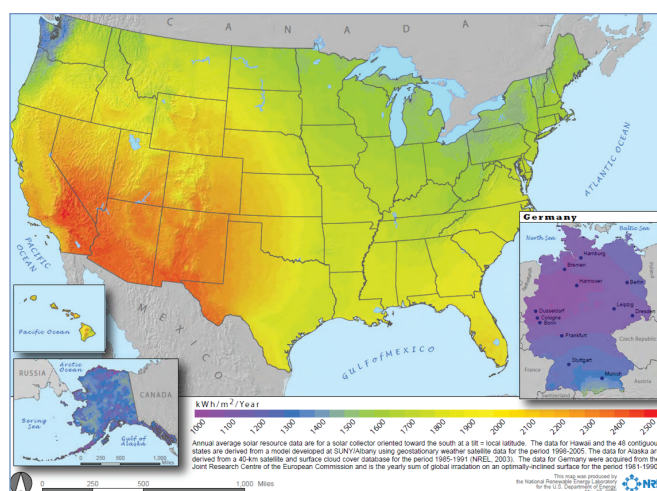 C A N A D A
ATLANTIC OCEAN
PACIFIC OCEAN
MEXICO
GULF of MEXICO
Germany
North Sea
Baltic Sea
Hamburg
Bremen
Hannover
Berlin
Dusseldorf
Cologne
Bonn
Leipzig
Dresden
Frankfurt
Czech Republic
Stuttgart
France
Munich
Austria
Switzerland
Pacific Ocean
RUSSIA
Arctic Ocean
CANADA
Bering Sea
Gulf of Alaska
0 250 500
Miles
kWh/m2/Year
1000 1100 1200 1300 1400 1500 1600 1700 1800 1900 2000 2100 2200 2300 2400 2500
Annual average solar resource data are for a solar collector oriented toward the south at a tilt = local latitude. The data for Hawaii and the 48 contiguou
states are derived from a model developed at SUNY/Albany using geostationary weather satellite data for the period 1998-2005. The data for Alaska ar
derived from a 40-km satellite and surface cloud cover database for the period 1985-1991 (NREL, 2003). The data for Germany were acquired from the
Joint Research Centre of the European Commission and is the yearly sum of global irradation on an optimally-inclined surface for the period 1981-1990
0 250 500 1,000 Miles
This map was produced by
the National Renewable Energy Laboratory
for the U.S. Department of Energy
NR